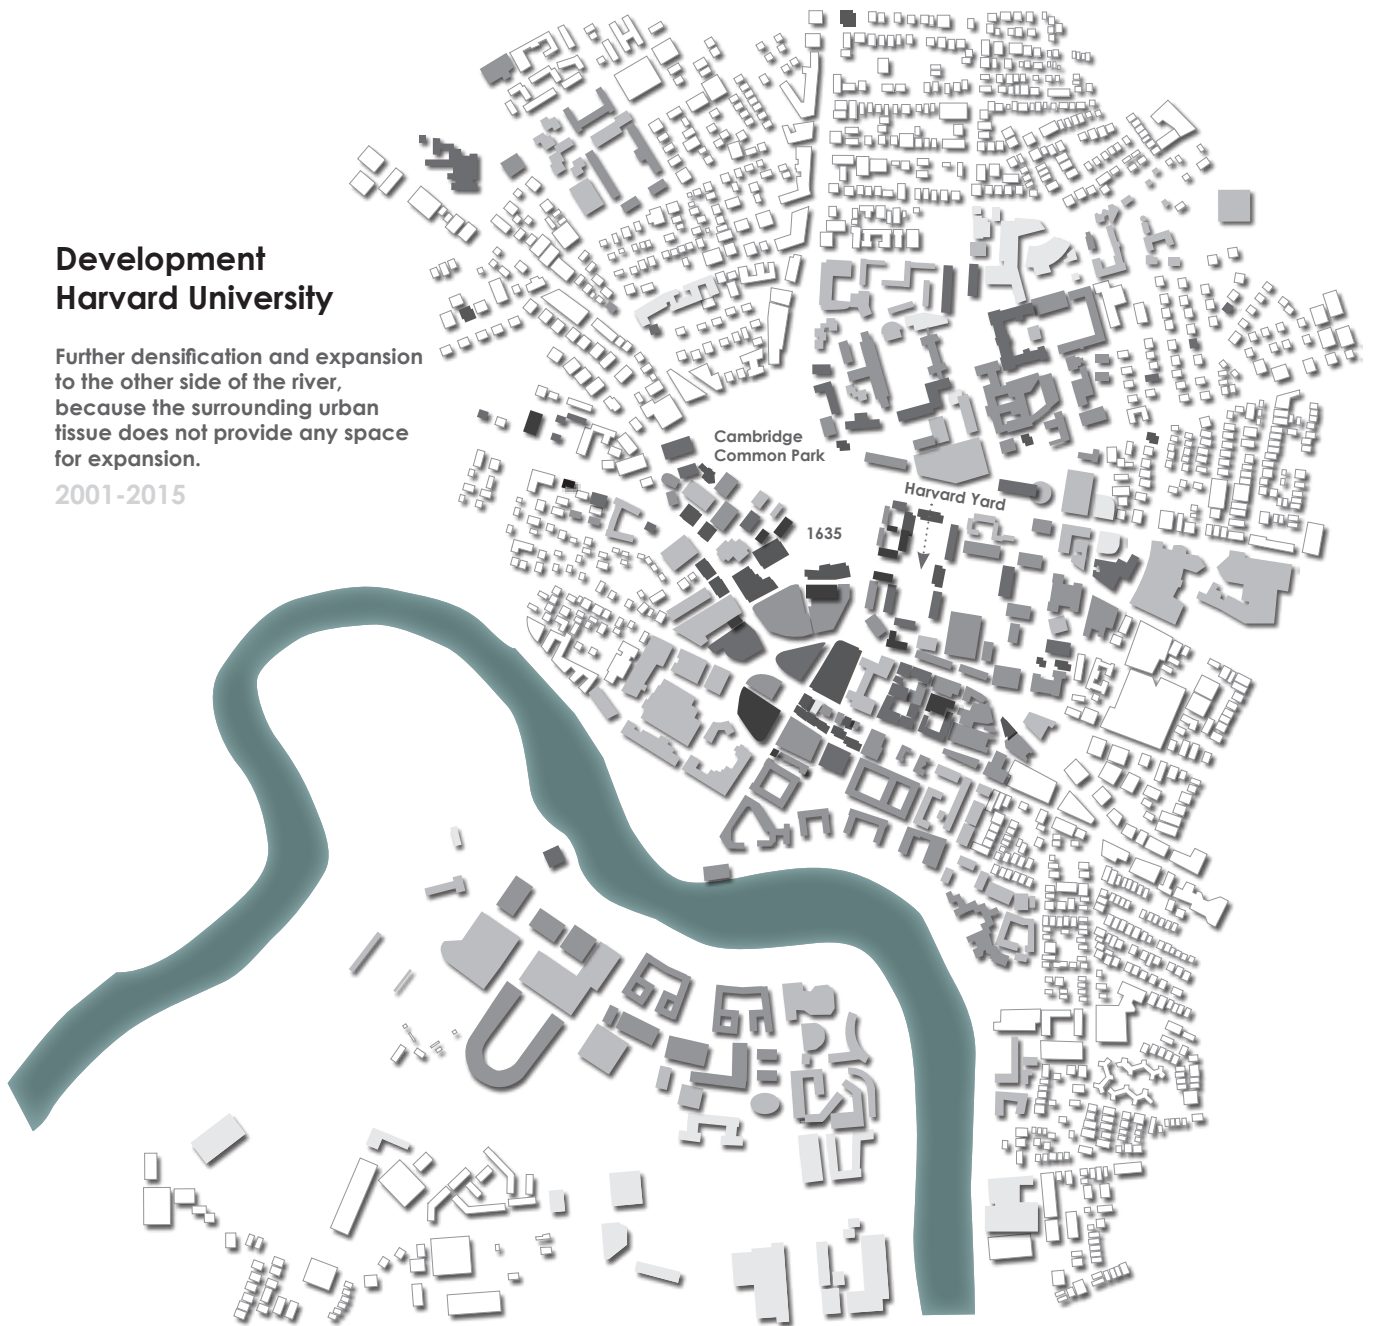 Development
Harvard University
Further densification and expansion
to the other side of the river,
because the surrounding urban
tissue does not provide any space
for expansion.
2001-2015
Cambridge
Common Park
Harvard Yard
1635